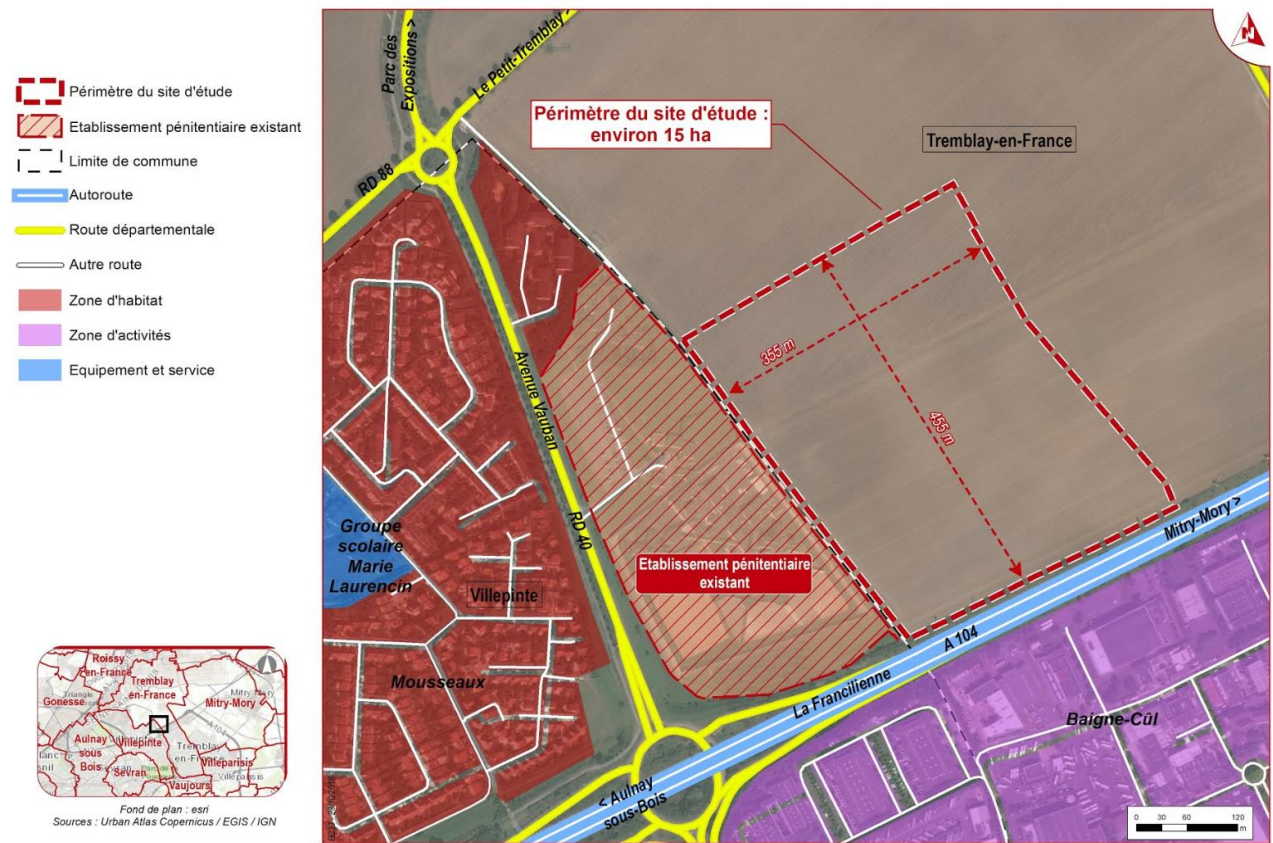 Périmètre du site d'étude
Etablissement pénitentiaire existant
Limite de commune
Autoroute
Route départementale
Autre route
Zone d'habitat
Zone d'activités
Equipement et service
Parc des
Expositions >
Le Petit-Tremblay >
N
Périmètre du site d'étude :
environ 15 ha
Tremblay-en-France
RD 88
355 m
455 m
Avenue Vauban
RD 40
Groupe
scolaire
Marie
Laurencin
Villepinte
Etablissement pénitentiaire
existant
Mitry-Mory >
A 104
La Francilienne
Mousseaux
Baigne-Cûl
< Aulnay
sous-Bois
0 30 60 120
m
Roissy
en-France
Tremblay
en-France
Gonesse
Mitry-Mory
A104
Aulnay
sous
Bois
Villepinte
Tremblay
en-France
Villeparisis
Villeparisis
Sevran
Vaujours
Fond de plan : esri
Sources : Urban Atlas Copernicus / EGIS / IGN